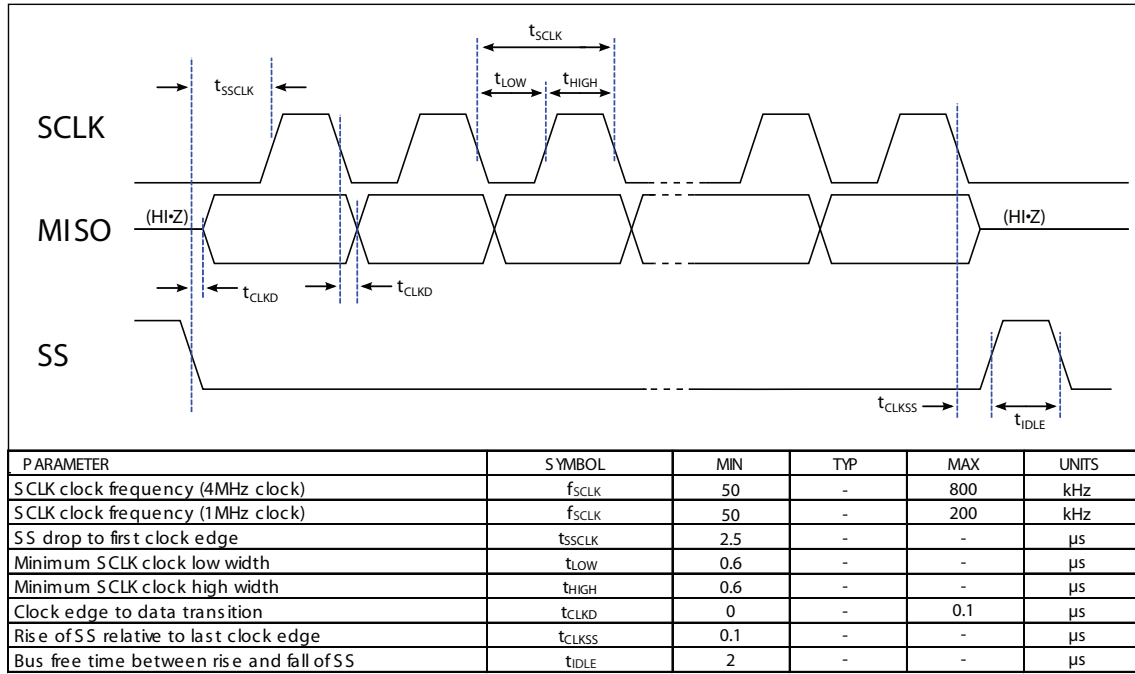 tSCLK
tSSCLK
tLOW
tHIGH
SCLK
MISO
(HI•Z)
(HI•Z)
tCLKD
tCLKD
SS
tCLKSS
tIDLE
PARAMETER SYMBOL MIN TYP MAX UNITS
SCLK clock frequency (4MHz clock) fSCLK 50 - 800 kHz
SCLK clock frequency (1MHz clock) fSCLK 50 - 200 kHz
SS drop to first clock edge tSSCLK 2.5 - - µs
Minimum SCLK clock low width tLOW 0.6 - - µs
Minimum SCLK clock high width tHIGH 0.6 - - µs
Clock edge to data transition tCLKD 0 - 0.1 µs
Rise of SS relative to last clock edge tCLKSS 0.1 - - µs
Bus free time between rise and fall of SS tIDLE 2 - - µs